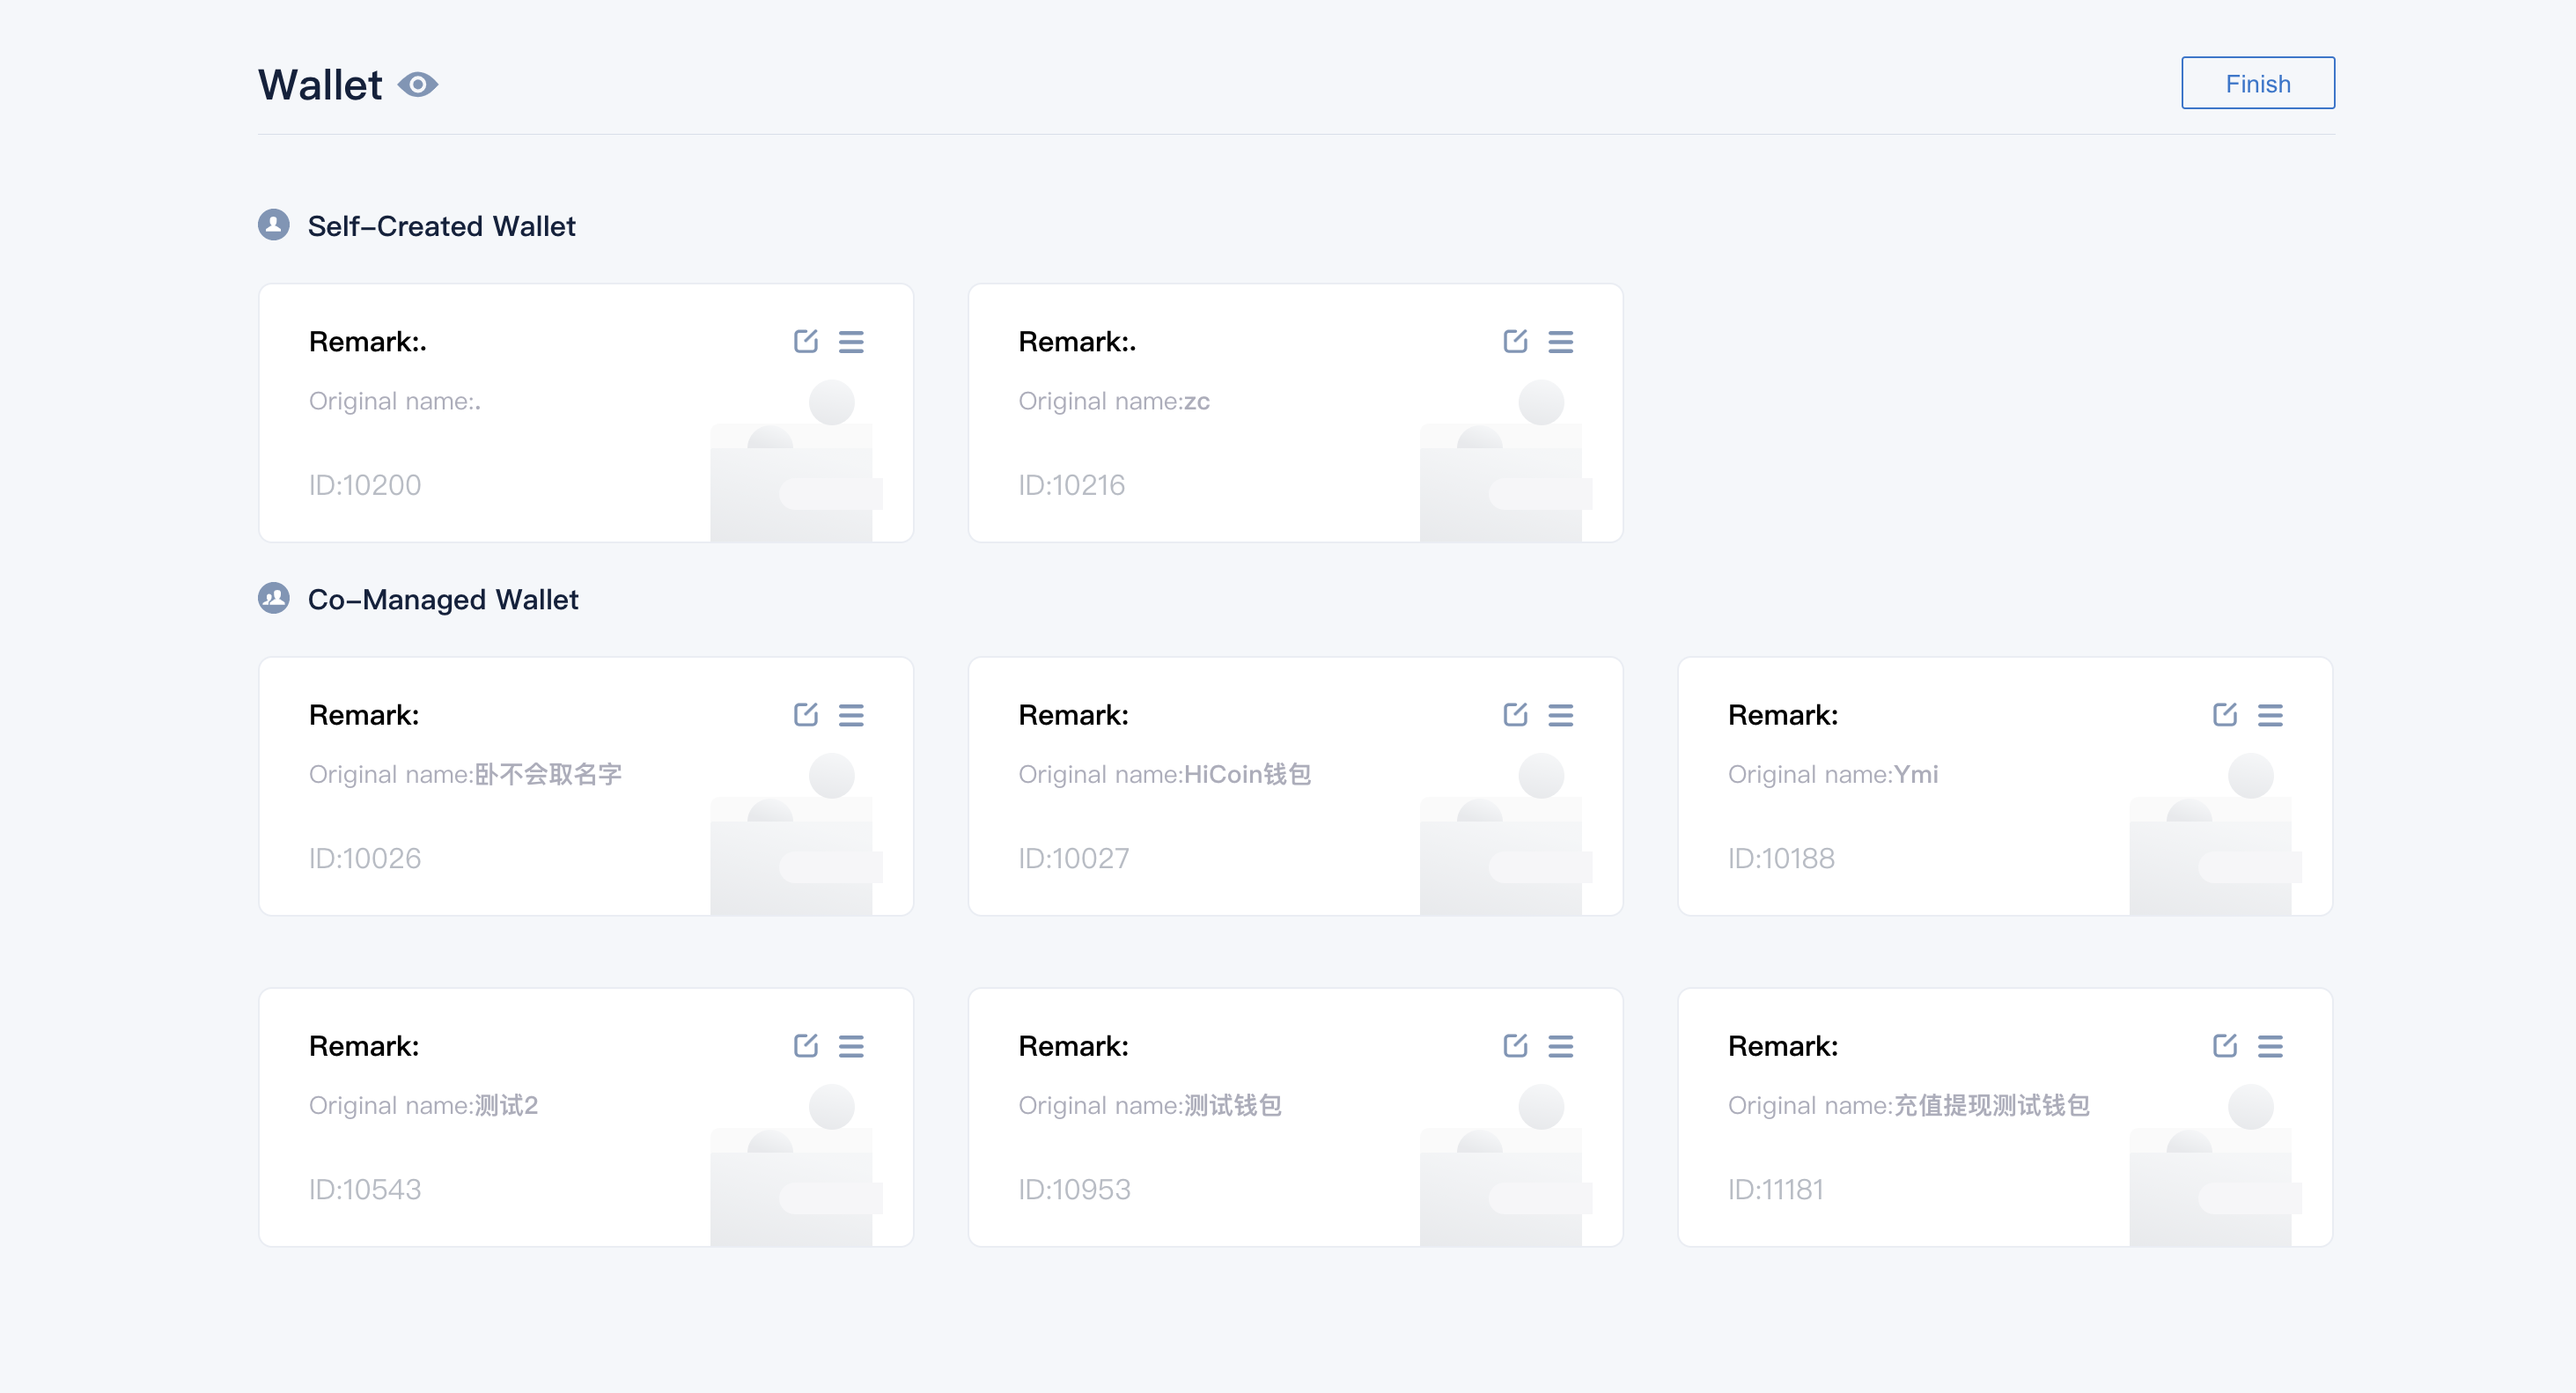 Wallet
Finish
Self-Created Wallet
Remark:.
Original name:.
ID:10200
Remark:.
Original name:zc
ID:10216
Co-Managed Wallet
Remark:
Original name:卧不会取名字
ID:10026
Remark:
Original name:HiCoin钱包
ID:10027
Remark:
Original name:Ymi
ID:10188
Remark:
Original name:测试2
ID:10543
Remark:
Original name:测试钱包
ID:10953
Remark:
Original name:充值提现测试钱包
ID:11181